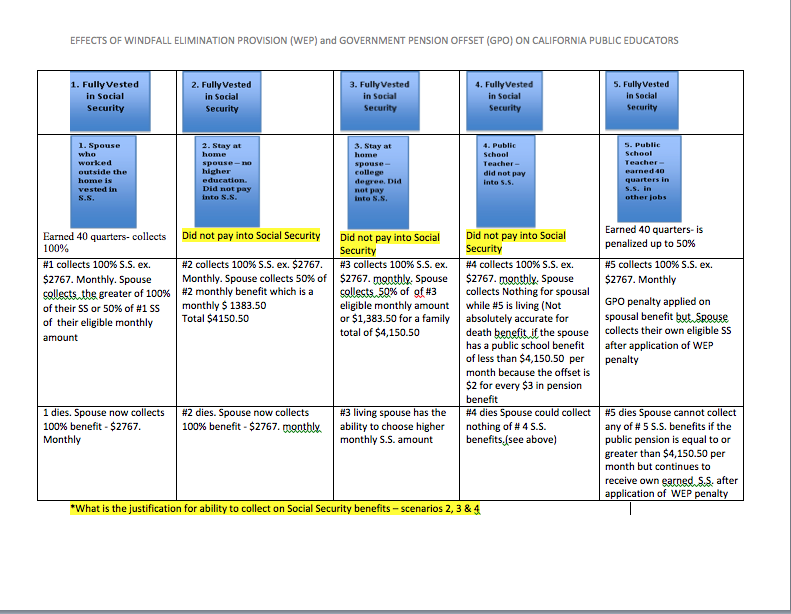 EFFECTS OF WINDFALL ELIMINATION PROVISION (WEP) and GOVERNMENT PENSION OFFSET (GPO) ON CALIFORNIA PUBLIC EDUCATORS
1. Fully Vested
in Social
Security
2. Fully Vested
in Social
Security
3. Fully Vested
in Social
Security
4. Fully Vested
in Social
Security
5. Fully Vested
in Social
Security
1. Spouse
who
worked
outside the
home is
vested in
S.S.
Earned 40 quarters- collects
100%
2. Stay at
home
spouse – no
higher
education.
Did not pay
into S.S.
Did not pay into Social Security
3. Stay at
home
spouse –
college
degree. Did
not pay
into S.S.
Did not pay into Social
Security
4. Public
School
Teacher –
did not pay
into S.S.
Did not pay into Social
Security
5. Public
School
Teacher –
earned 40
quarters in
S.S. in
other jobs
Earned 40 quarters- is
penalized up to 50%
#1 collects 100% S.S. ex.
$2767. Monthly. Spouse
collects the greater of 100%
of their SS or 50% of #1 SS
of their eligible monthly
amount
#2 collects 100% S.S. ex. $2767.
Monthly. Spouse collects 50% of
#2 monthly benefit which is a
monthly $ 1383.50
Total $4150.50
#3 collects 100% S.S. ex.
$2767. monthly. Spouse
collects 50% of of #3
eligible monthly amount
or $1,383.50 for a family
total of $4,150.50
#4 collects 100% S.S. ex.
$2767. monthly. Spouse
collects Nothing for spousal
while #5 is living (Not
absolutely accurate for
death benefit if the spouse
has a public school benefit
of less than $4,150.50 per
month because the offset is
$2 for every $3 in pension
benefit
#5 collects 100% S.S. ex.
$2767. Monthly
GPO penalty applied on
spousal benefit but Spouse
collects their own eligible SS
after application of WEP
penalty
1 dies. Spouse now collects
100% benefit - $2767.
Monthly
#2 dies. Spouse now collects
100% benefit - $2767. monthly
#3 living spouse has the
ability to choose higher
monthly S.S. amount
#4 dies Spouse could collect
nothing of # 4 S.S.
benefits,(see above)
#5 dies Spouse cannot collect
any of # 5 S.S. benefits if the
public pension is equal to or
greater than $4,150.50 per
month but continues to
receive own earned S.S. after
application of WEP penalty
*What is the justification for ability to collect on Social Security benefits – scenarios 2, 3 & 4